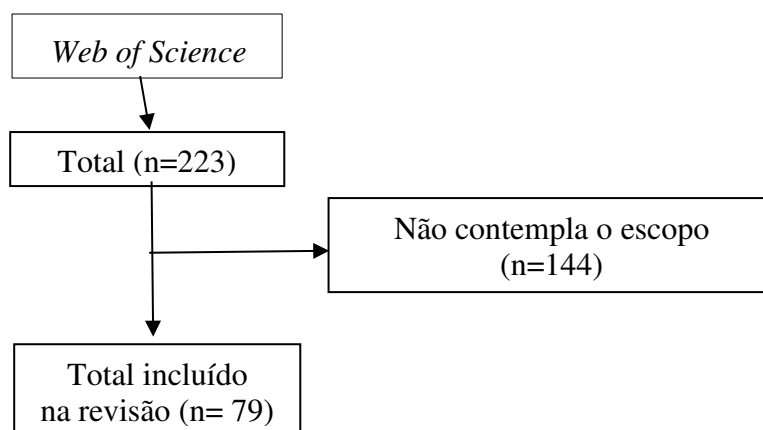 Web of Science
Total (n=223)
Não contempla o escopo
(n=144)
Total incluído
na revisão (n= 79)